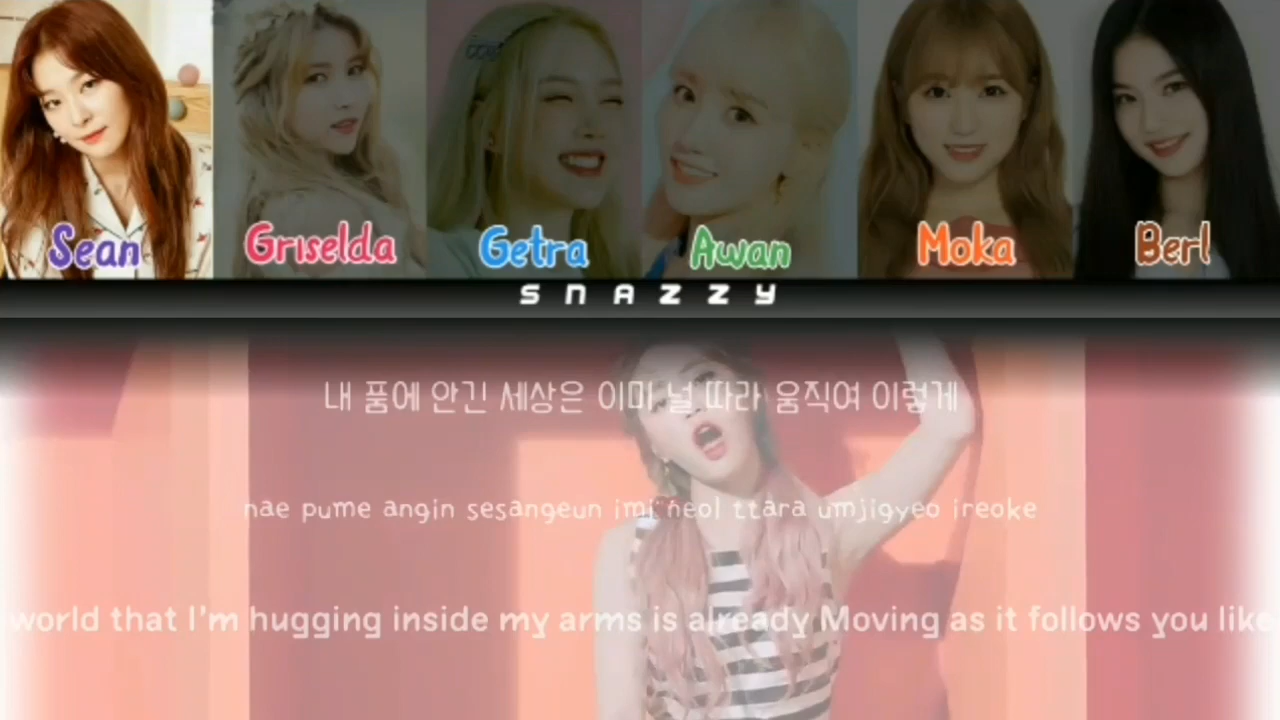 Sean Griselda Getra Awan Moka Berl
SNAZZY
내 품에 안긴 세상은 이미 널 따라 움직여 이렇게
nae pume angin sesangeun imi neol ttara umjigyeo ireoke
world that I'm hugging inside my arms is already Moving as it follows you like